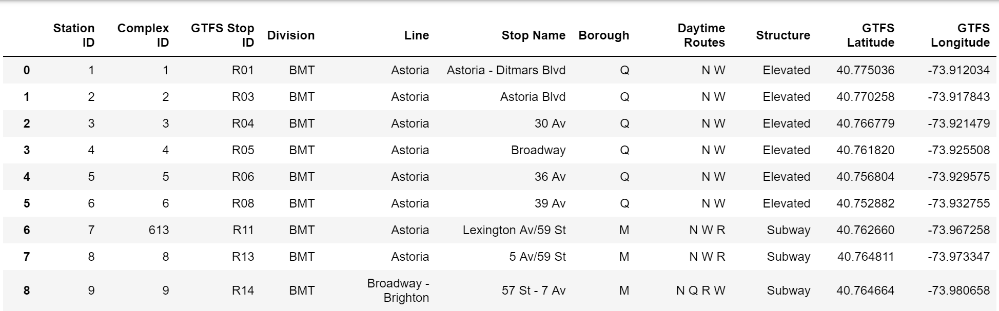 Station ID Complex ID GTFS Stop ID Division Line Stop Name Borough Daytime Routes Structure GTFS Latitude GTFS Longitude
0 1 1 R01 BMT Astoria Astoria - Ditmars Blvd Q N W Elevated 40.775036 -73.912034
1 2 2 R03 BMT Astoria Astoria Blvd Q N W Elevated 40.770258 -73.917843
2 3 3 R04 BMT Astoria 30 Av Q N W Elevated 40.766779 -73.921479
3 4 4 R05 BMT Astoria Broadway Q N W Elevated 40.761820 -73.925508
4 5 5 R06 BMT Astoria 36 Av Q N W Elevated 40.756804 -73.929575
5 6 6 R08 BMT Astoria 39 Av Q N W Elevated 40.752882 -73.932755
6 7 613 R11 BMT Astoria Lexington Av/59 St M N W R Subway 40.762660 -73.967258
7 8 8 R13 BMT Astoria 5 Av/59 St M N W R Subway 40.764811 -73.973347
8 9 9 R14 BMT Broadway - Brighton 57 St - 7 Av M N Q R W Subway 40.764664 -73.980658